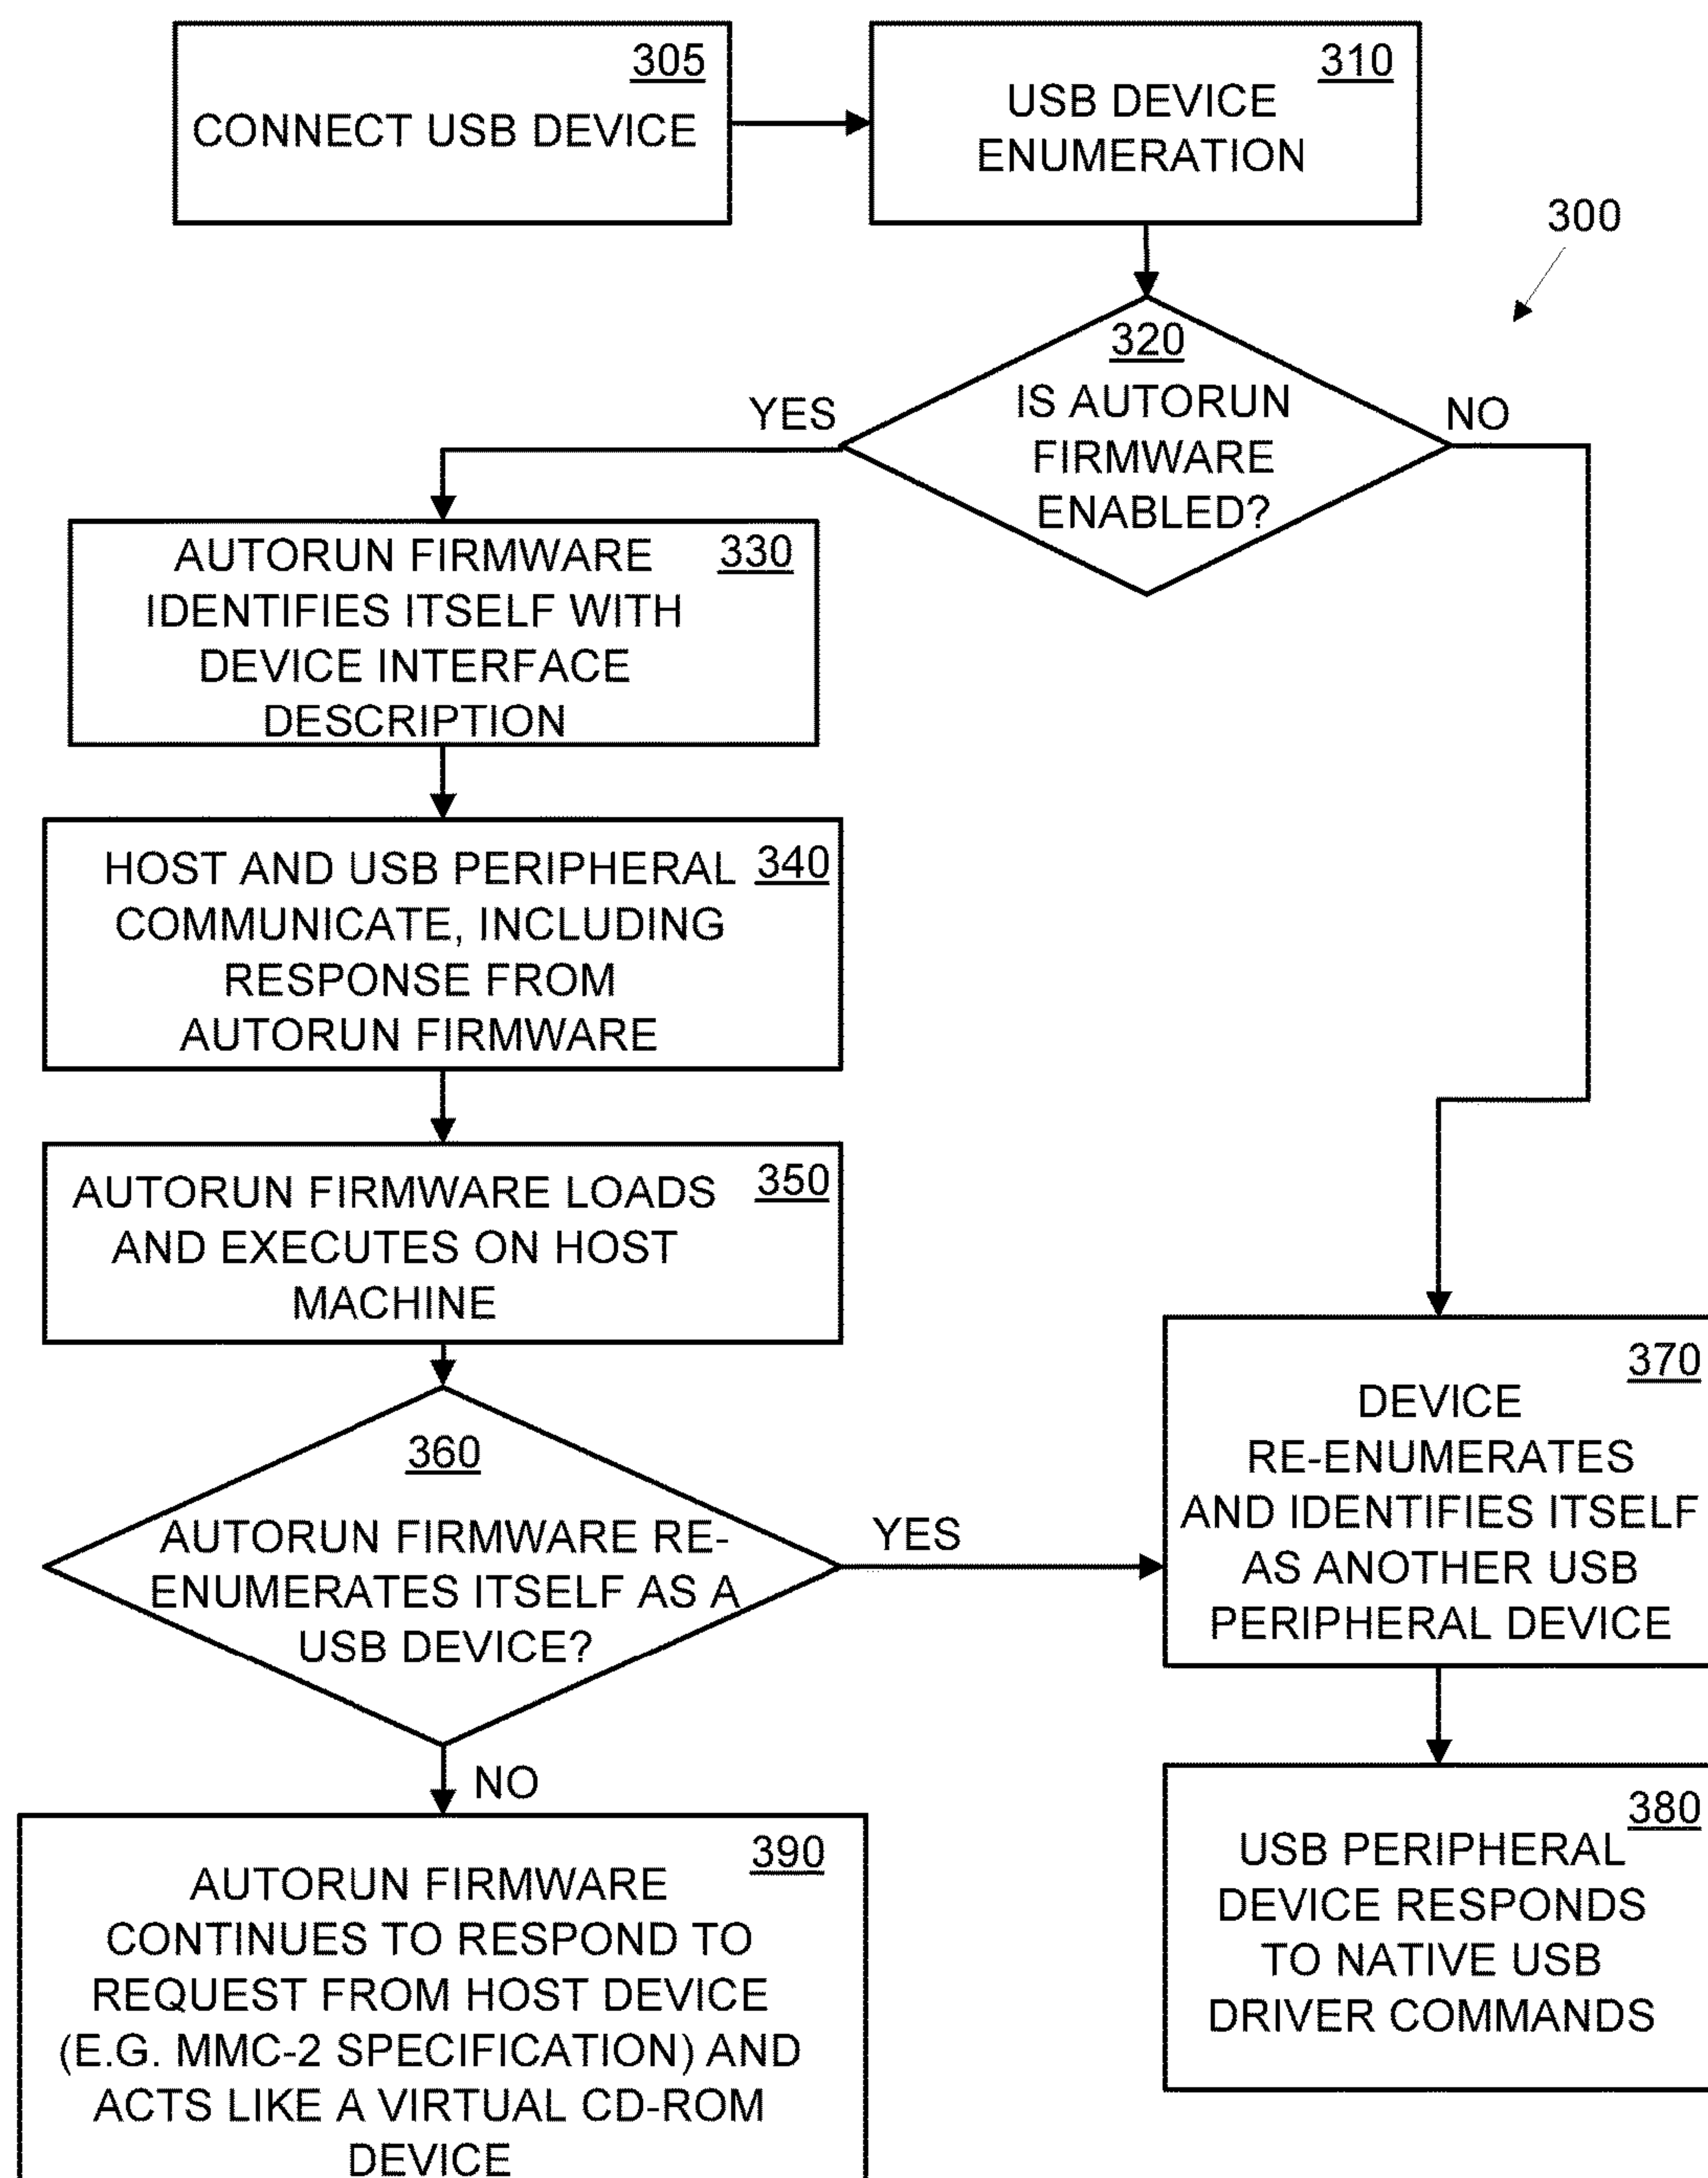 305
CONNECT USB DEVICE
310
USB DEVICE
ENUMERATION
300
320
IS AUTORUN
FIRMWARE
ENABLED?
YES
NO
330
AUTORUN FIRMWARE
IDENTIFIES ITSELF WITH
DEVICE INTERFACE
DESCRIPTION
340
HOST AND USB PERIPHERAL
COMMUNICATE, INCLUDING
RESPONSE FROM
AUTORUN FIRMWARE
350
AUTORUN FIRMWARE LOADS
AND EXECUTES ON HOST
MACHINE
360
AUTORUN FIRMWARE RE-
ENUMERATES ITSELF AS A
USB DEVICE?
YES
NO
370
DEVICE
RE-ENUMERATES
AND IDENTIFIES ITSELF
AS ANOTHER USB
PERIPHERAL DEVICE
380
USB PERIPHERAL
DEVICE RESPONDS
TO NATIVE USB
DRIVER COMMANDS
390
AUTORUN FIRMWARE
CONTINUES TO RESPOND TO
REQUEST FROM HOST DEVICE
(E.G. MMC-2 SPECIFICATION) AND
ACTS LIKE A VIRTUAL CD-ROM
DEVICE